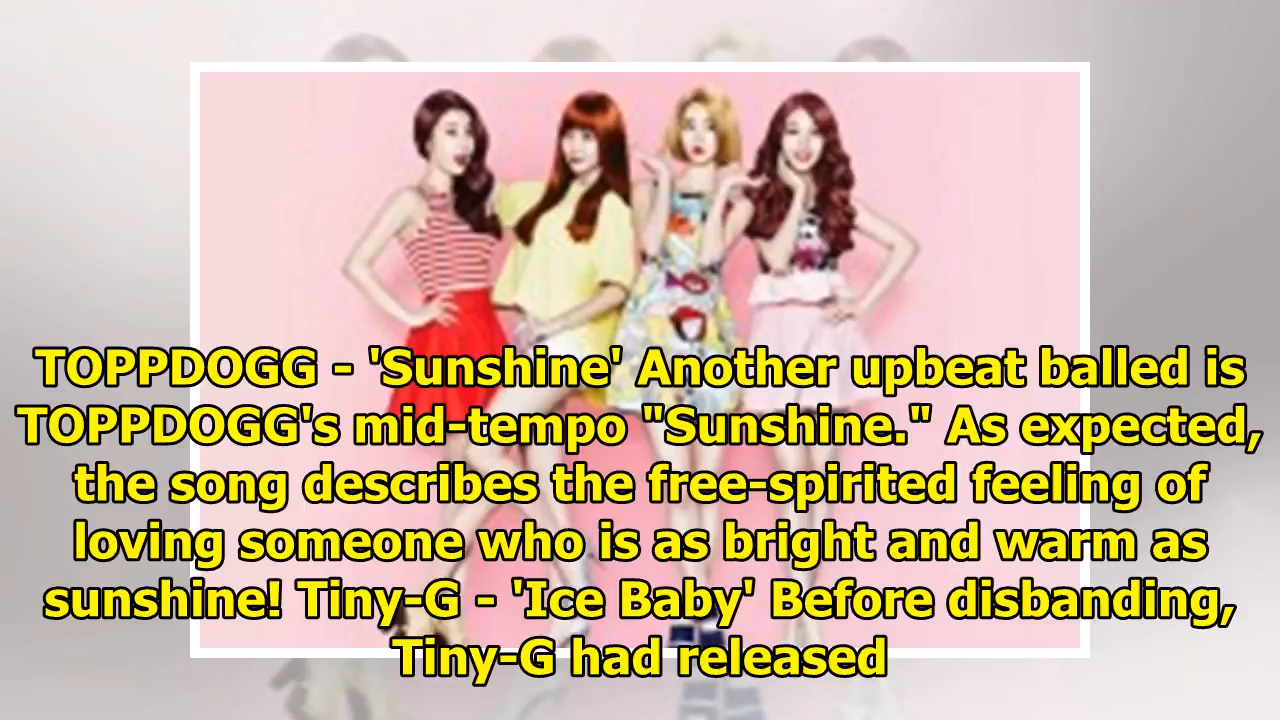 TOPPDOGG - 'Sunshine' Another upbeat balled is
TOPPDOGG's mid-tempo "Sunshine." As expected,
the song describes the free-spirited feeling of
loving someone who is as bright and warm as
sunshine! Tiny-G - 'Ice Baby' Before disbanding,
Tiny-G had released